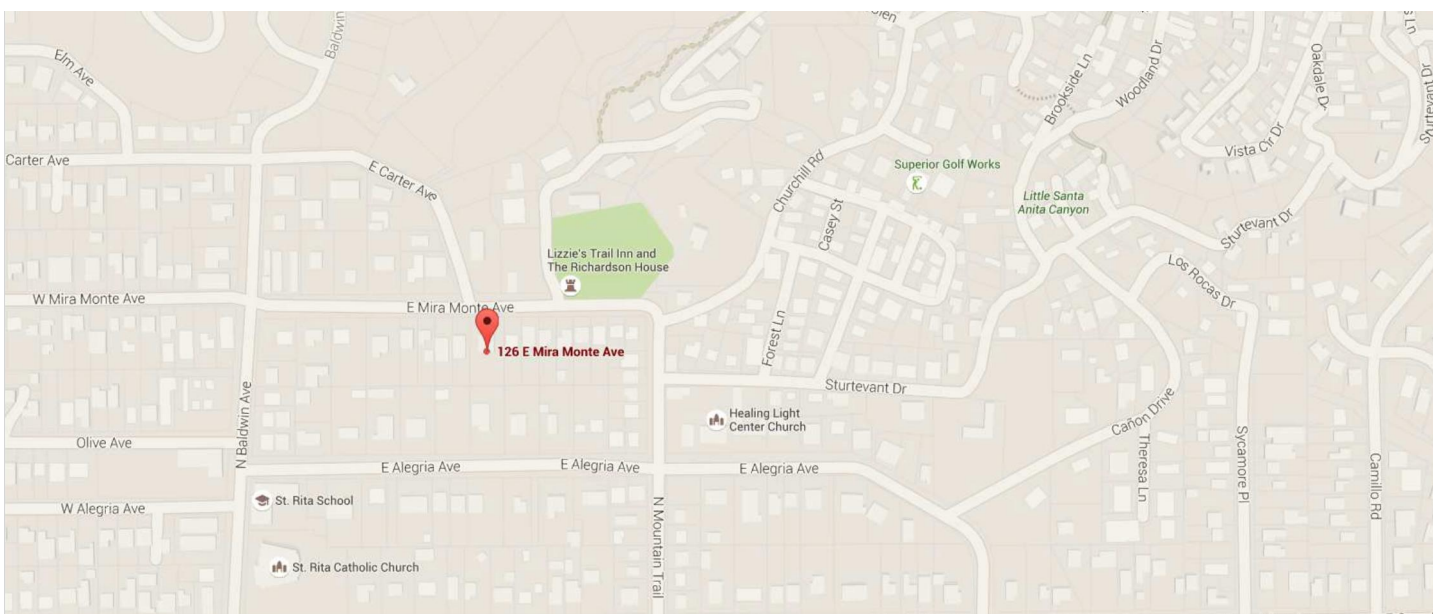 Elm Ave
Baldwin
Brookside Ln
Woodland Dr
Oakdale Dr
s Ln
Sturtevant Dr
Carter Ave
E Carter Ave
Churchill Rd
Superior Golf Works
Vista Cir Dr
Casey St
Little Santa
Anita Canyon
Sturtevant Dr
Lizzie's Trail Inn and
The Richardson House
Los Rocas Dr
W Mira Monte Ave
E Mira Monte Ave
Forest Ln
126 E Mira Monte Ave
Sturtevant Dr
N Baldwin Ave
Healing Light
Center Church
Cañon Drive
Olive Ave
E Alegria Ave
E Alegria Ave
E Alegria Ave
Theresa Ln
Sycamore Pl
Camillo Rd
St. Rita School
W Alegria Ave
N Mountain Trail
St. Rita Catholic Church